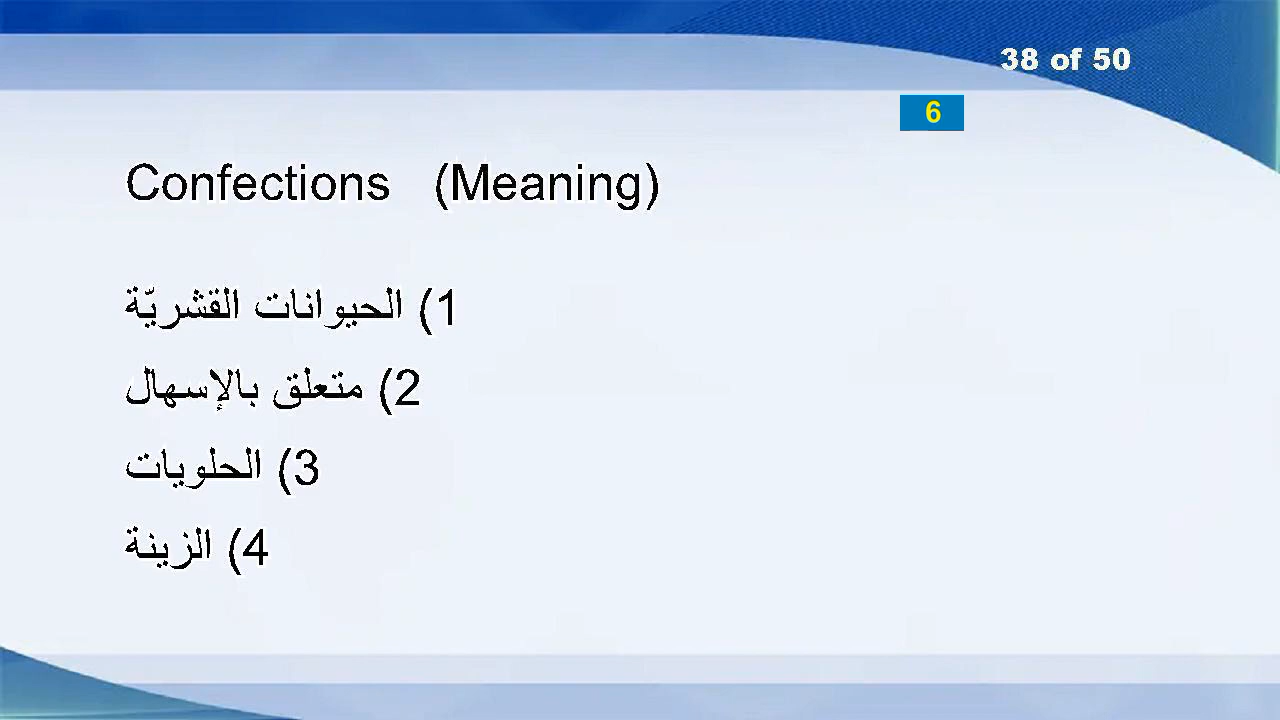 38 of 50
6
Confections (Meaning)
1) الحيوانات القشريّة
2) متعلق بالإسهال
3) الحلويات
4) الزينة